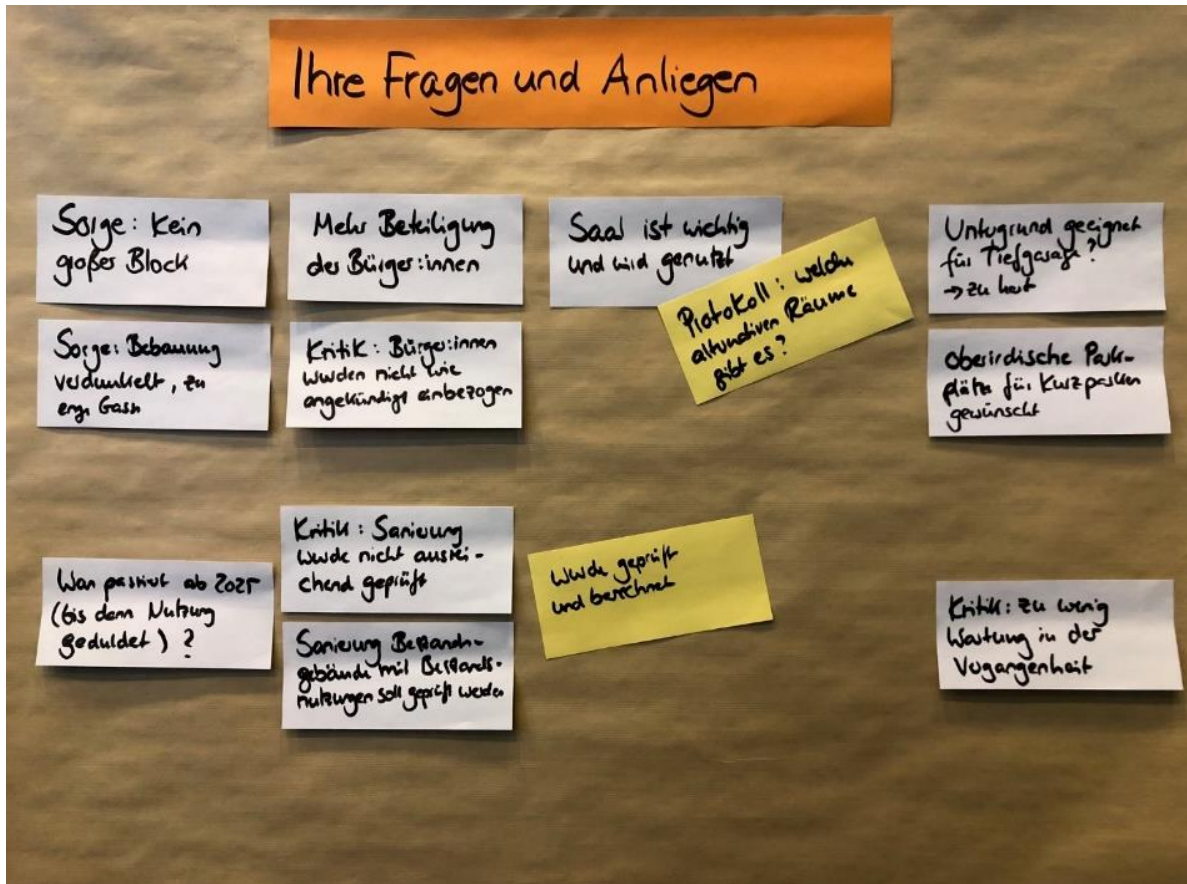 Ihre Fragen und Anliegen
Sorge: Kein
großer Block
Sorge: Bebauung
verdunkelt, zu
enge Gassn
Mehr Beteiligung
der Bürger:innen
Kritik: Bürger:innen
wurden nicht wie
angekündigt einbezogen
Saal ist wichtig
und wird genutzt
Protokoll: welche
alternativen Räume
gibt es?
Untergrund geeignet
für Tiefgarage?
→ zu hart
Oberirdische Park-
plätze für Kurzparken
gewünscht
Was passiert ab 2025
(bis dann Nutzung
geduldet)?
Kritik: Sanierung
wurde nicht ausrei-
chend geprüft
Sanierung Bestands-
gebäude mit Bestands-
nutzungen soll geprüft werden
wurde geprüft
und berechnet
Kritik: zu wenig
Wartung in der
Vergangenheit